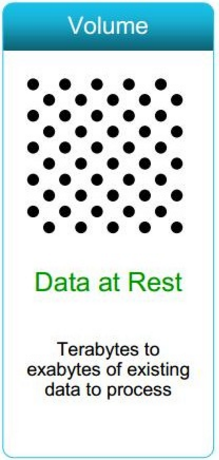 Volume
Data at Rest
Terabytes to
exabytes of existing
data to process